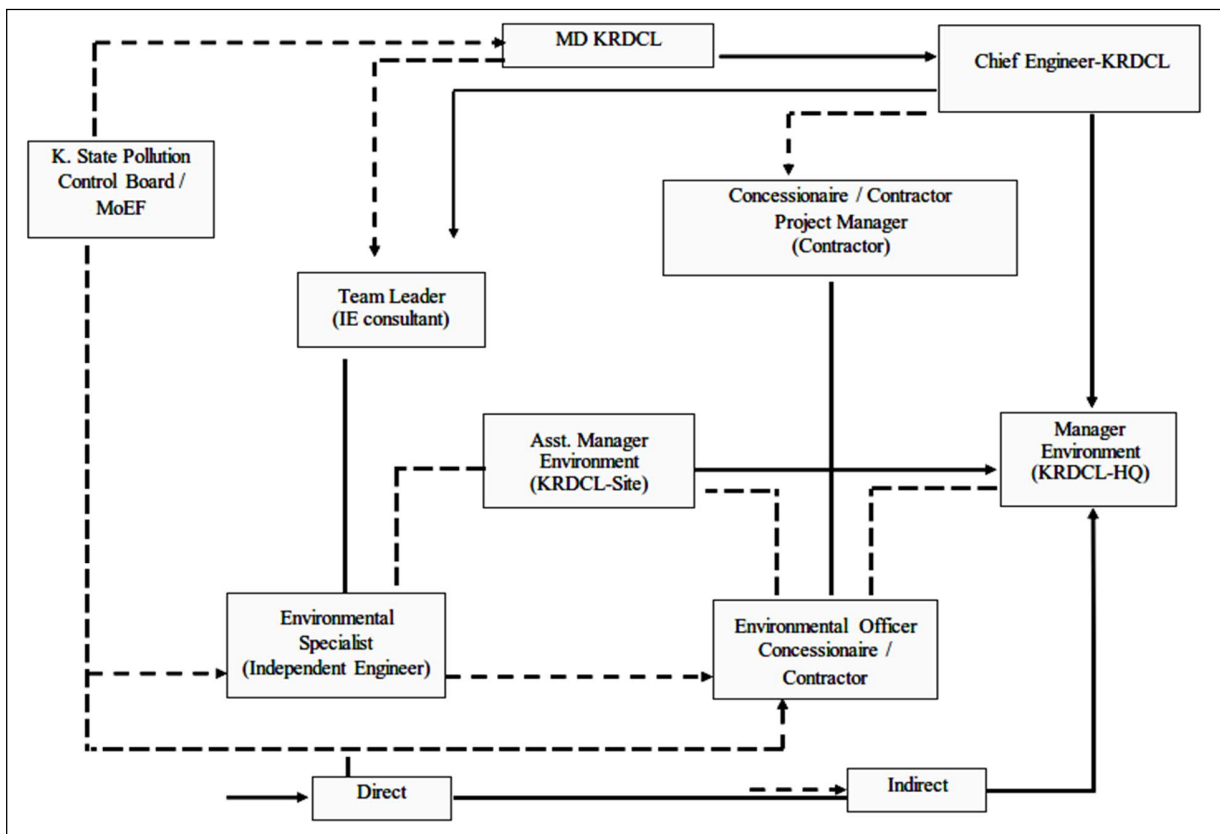 MD KRDCL
Chief Engineer-KRDCL
K. State Pollution
Control Board /
MoEF
Concessionaire / Contractor
Project Manager
(Contractor)
Team Leader
(IE consultant)
Asst. Manager
Environment
(KRDCL-Site)
Manager
Environment
(KRDCL-HQ)
Environmental
Specialist
(Independent Engineer)
Environmental Officer
Concessionaire /
Contractor
Direct
Indirect